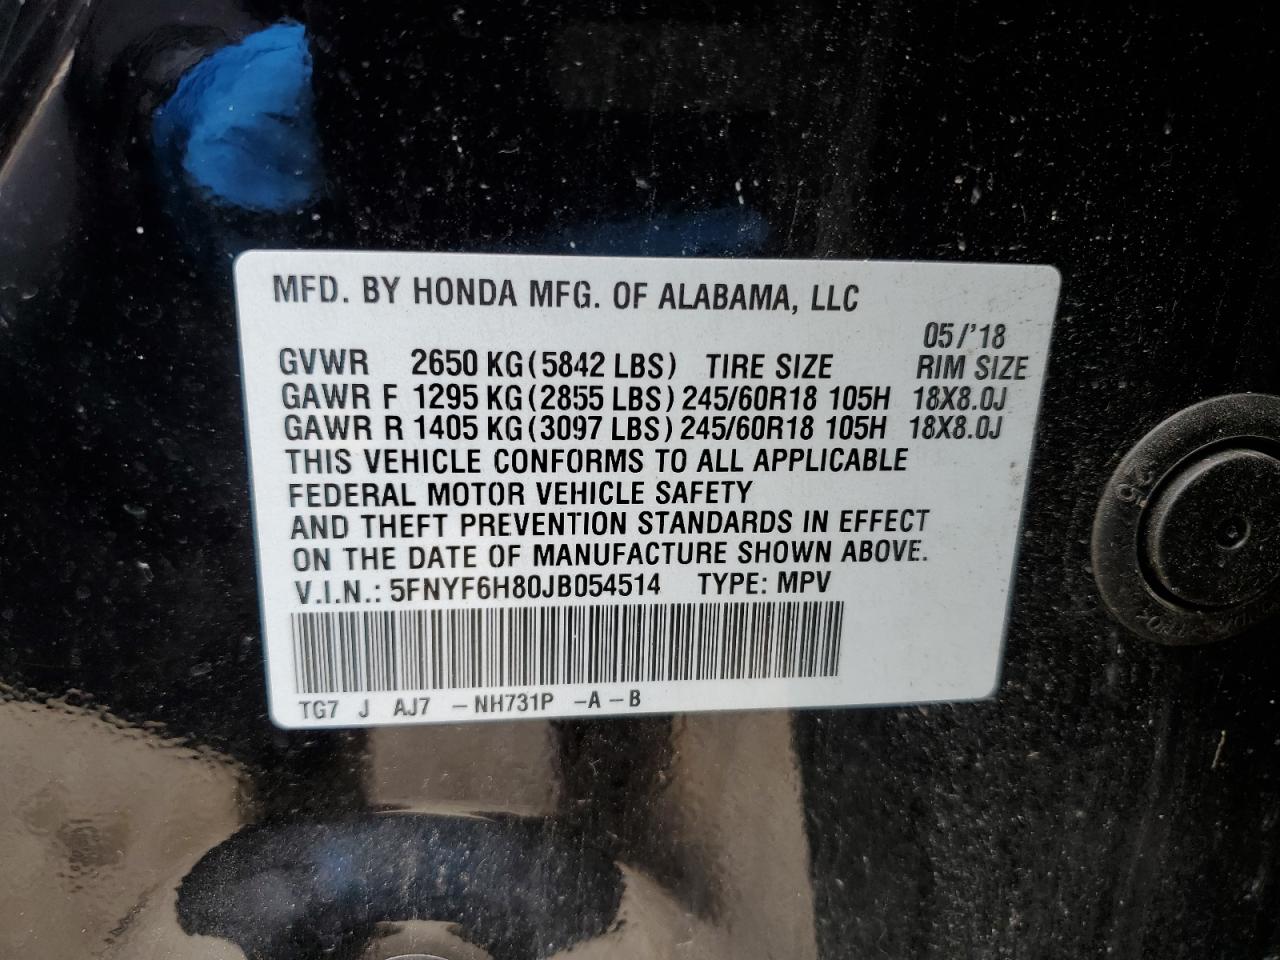 MFD. BY HONDA MFG. OF ALABAMA, LLC
05/'18
GVWR 2650 KG (5842 LBS) TIRE SIZE RIM SIZE
GAWR F 1295 KG (2855 LBS) 245/60R18 105H 18X8.0J
GAWR R 1405 KG (3097 LBS) 245/60R18 105H 18X8.0J
THIS VEHICLE CONFORMS TO ALL APPLICABLE
FEDERAL MOTOR VEHICLE SAFETY
AND THEFT PREVENTION STANDARDS IN EFFECT
ON THE DATE OF MANUFACTURE SHOWN ABOVE.
V.I.N.: 5FNYF6H80JB054514 TYPE: MPV
TG7 J AJ7 -NH731P -A-B
25